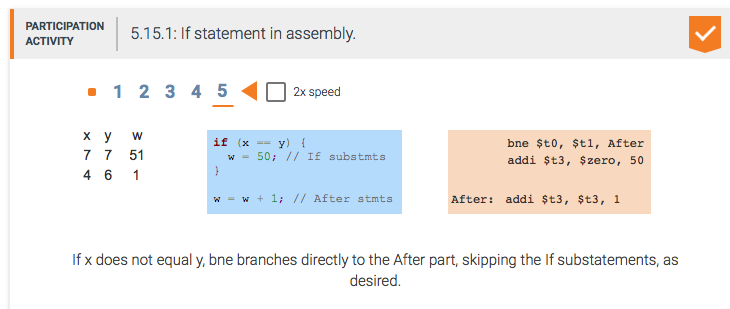 PARTICIPATION
ACTIVITY
5.15.1: If statement in assembly.
1 2 3 4 5 2x speed
x y w
7 7 51
4 6 1
if (x == y) {
w = 50; // If substmts
}
w = w + 1; // After stmts
bne $t0, $t1, After
addi $t3, $zero, 50
After: addi $t3, $t3, 1
If x does not equal y, bne branches directly to the After part, skipping the If substatements, as
desired.